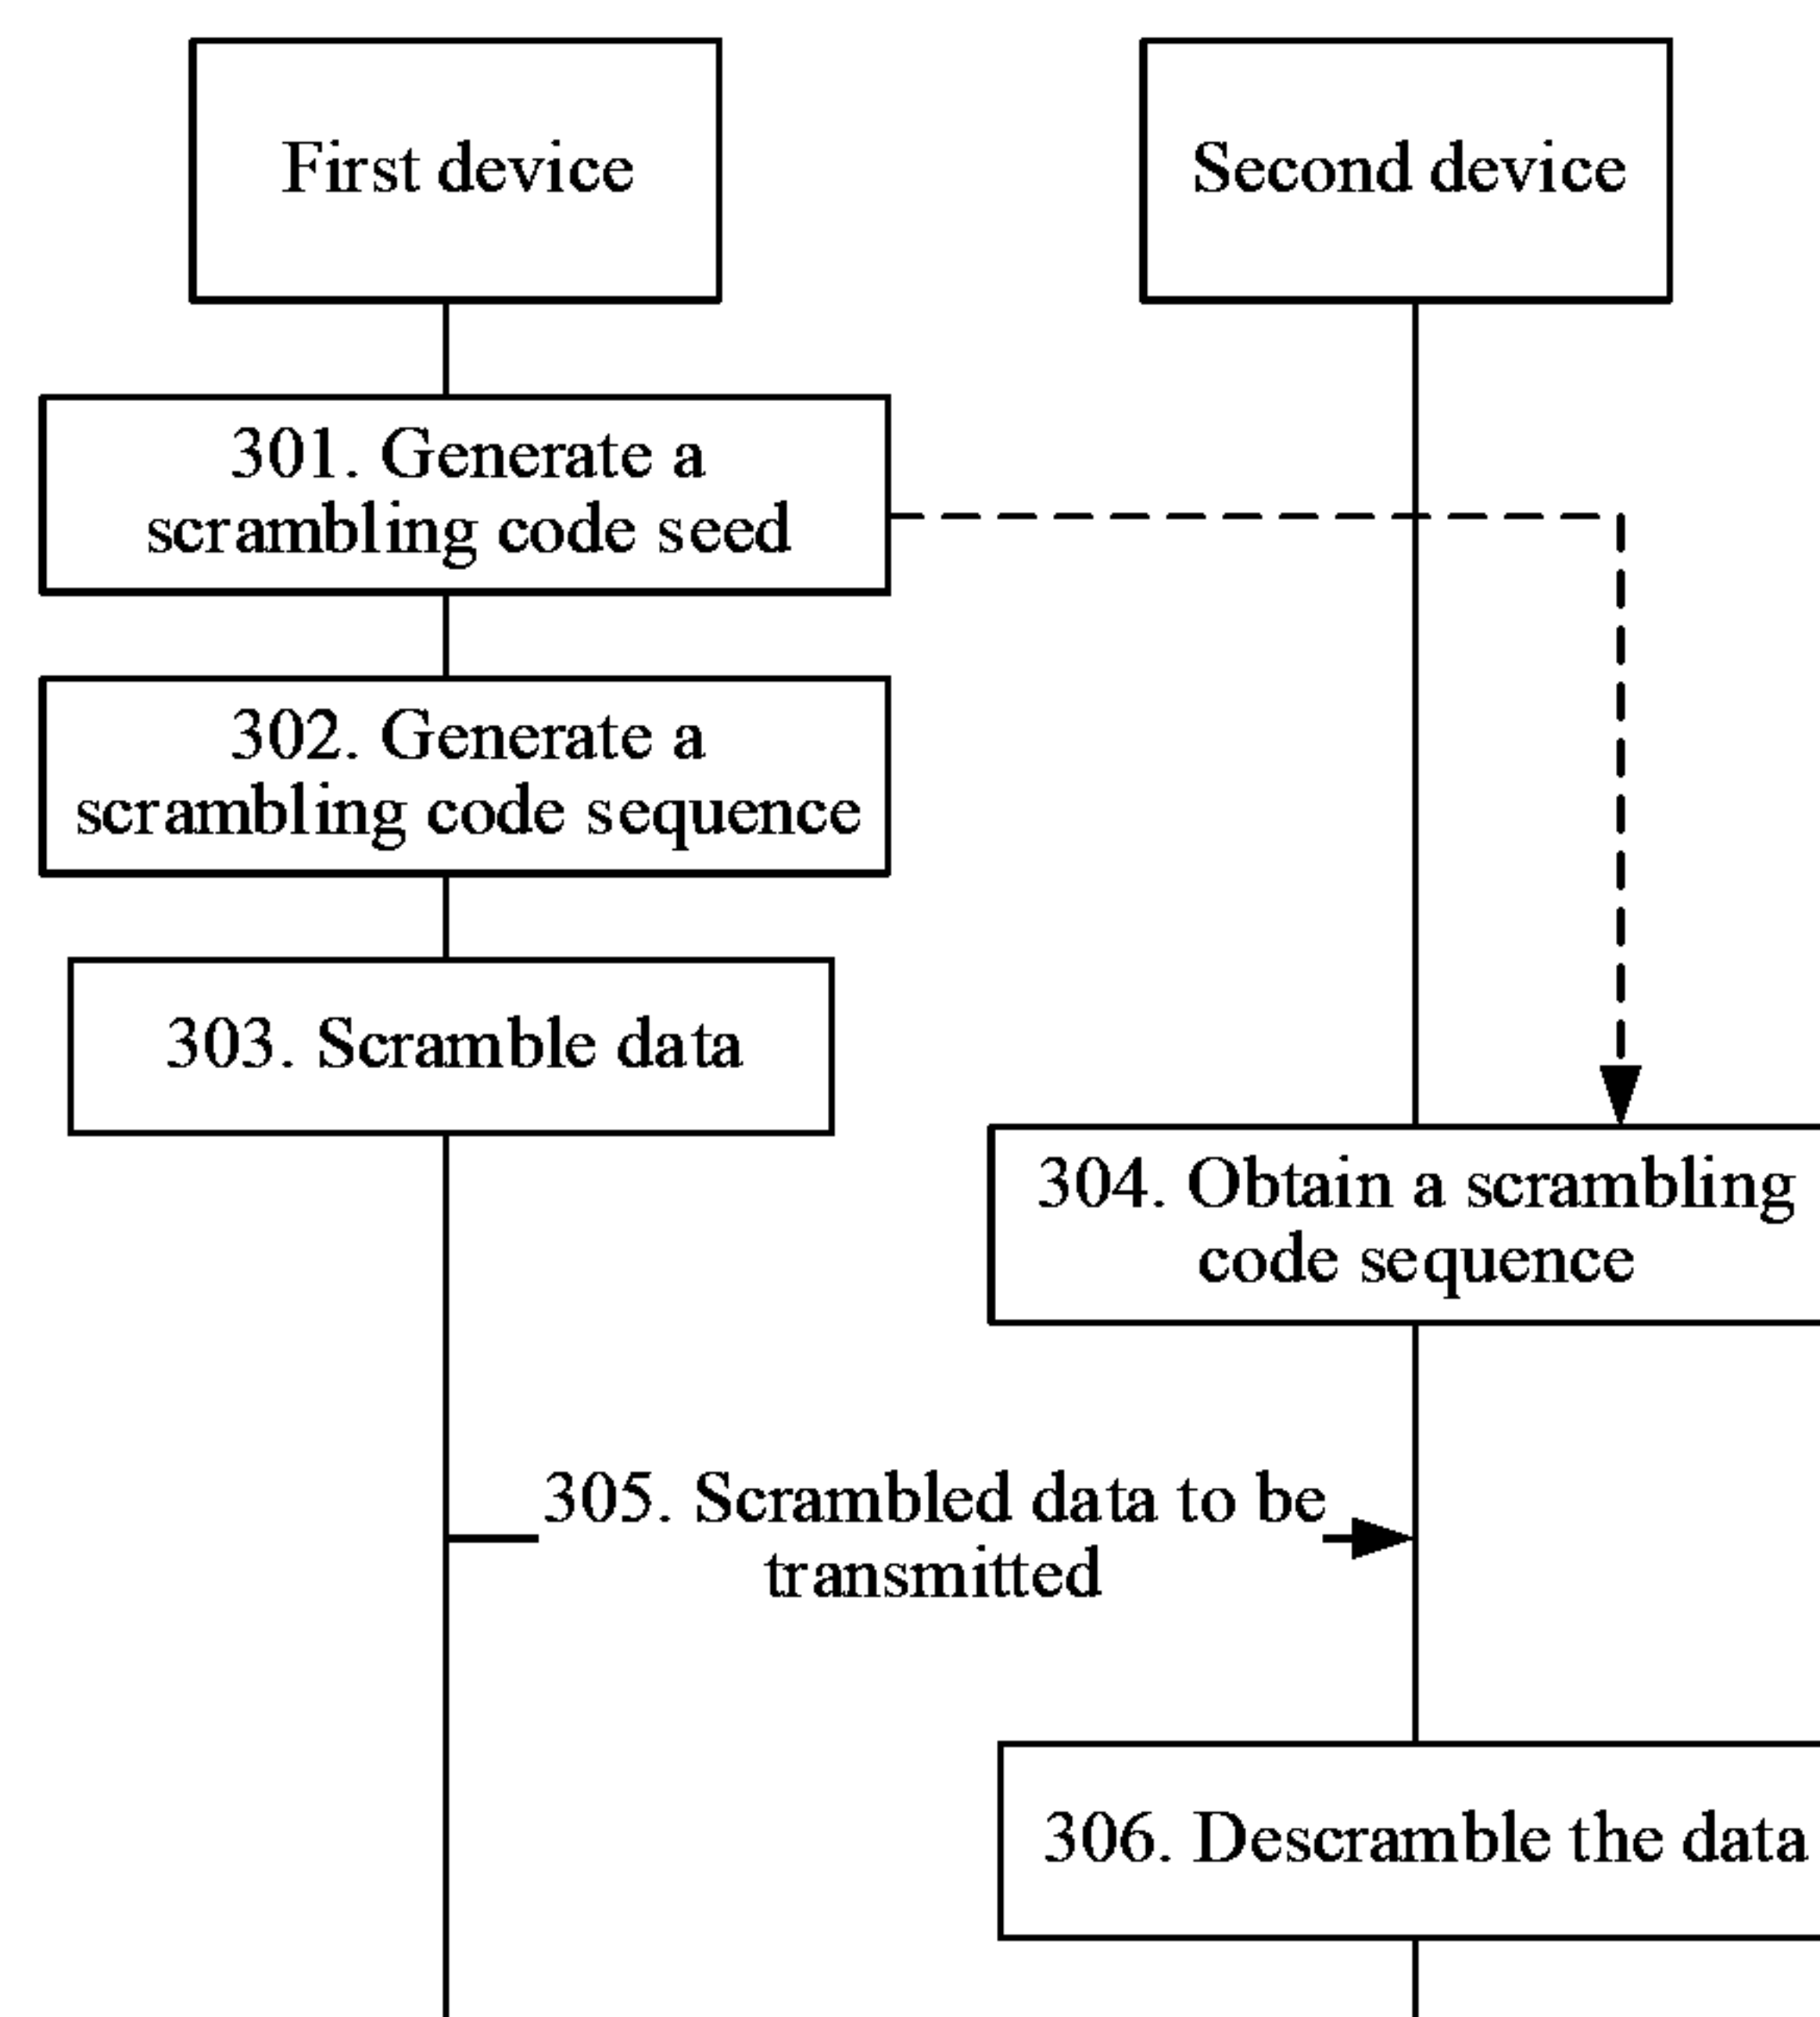 First device
Second device
301. Generate a
scrambling code seed
302. Generate a
scrambling code sequence
303. Scramble data
304. Obtain a scrambling
code sequence
305. Scrambled data to be
transmitted
306. Descramble the data